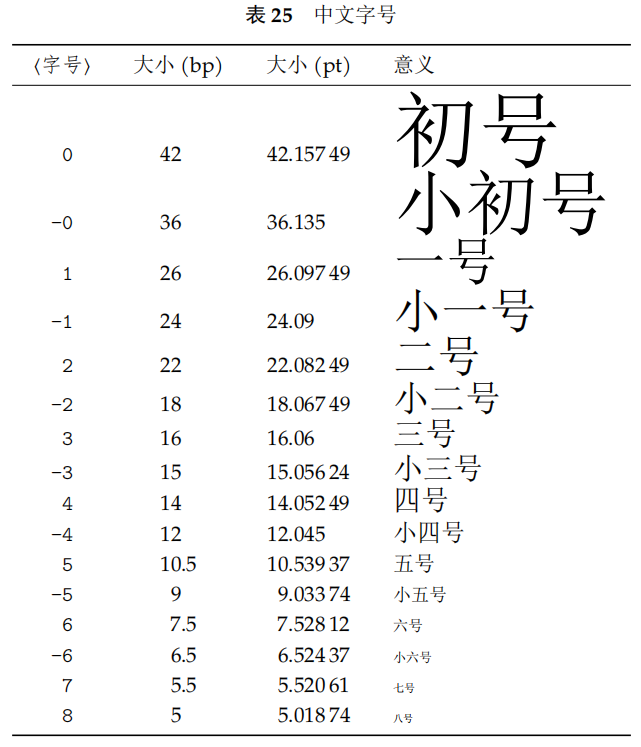 表 25 中文字号
〈字号〉 大小 (bp) 大小 (pt) 意义
0 42 42.157 49 初号
-0 36 36.135 小初号
1 26 26.097 49 一号
-1 24 24.09 小一号
2 22 22.082 49 二号
-2 18 18.067 49 小二号
3 16 16.06 三号
-3 15 15.056 24 小三号
4 14 14.052 49 四号
-4 12 12.045 小四号
5 10.5 10.539 37 五号
-5 9 9.033 74 小五号
6 7.5 7.528 12 六号
-6 6.5 6.524 37 小六号
7 5.5 5.520 61 七号
8 5 5.018 74 八号